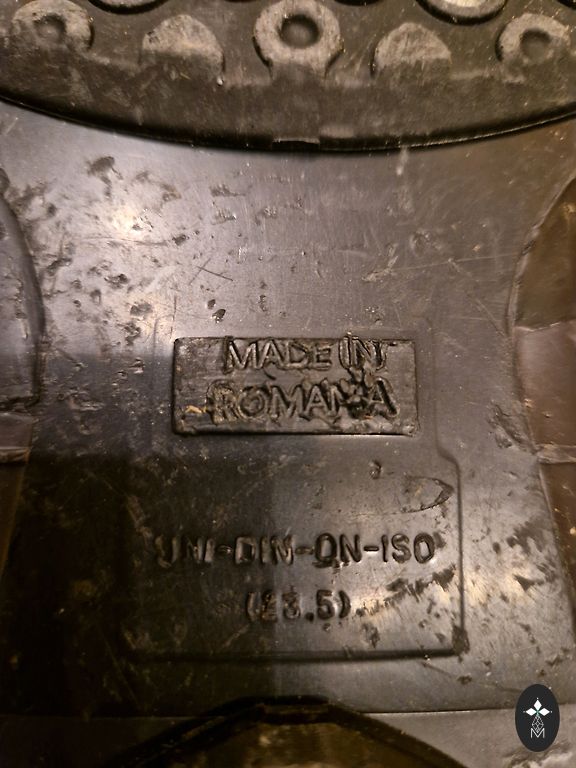 MADE IN
ROMANIA
UNI-DIN-ON-ISO
(23.5)
M